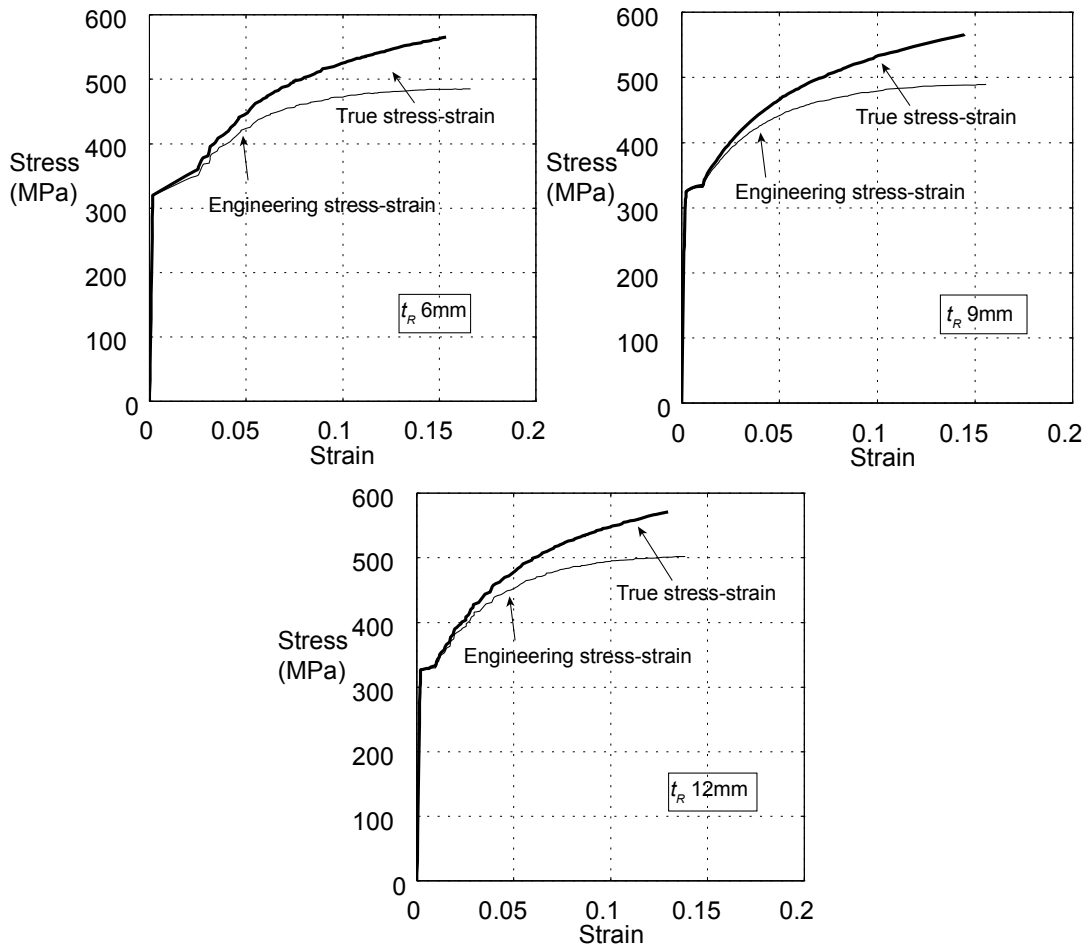 600
500
400
300
200
100
0
Stress
(MPa)
True stress-strain
Engineering stress-strain
t_R 6mm
0
0.05
0.1
0.15
0.2
Strain
600
500
400
300
200
100
0
Stress
(MPa)
True stress-strain
Engineering stress-strain
t_R 9mm
0
0.05
0.1
0.15
0.2
Strain
600
500
400
300
200
100
0
Stress
(MPa)
True stress-strain
Engineering stress-strain
t_R 12mm
0
0.05
0.1
0.15
0.2
Strain